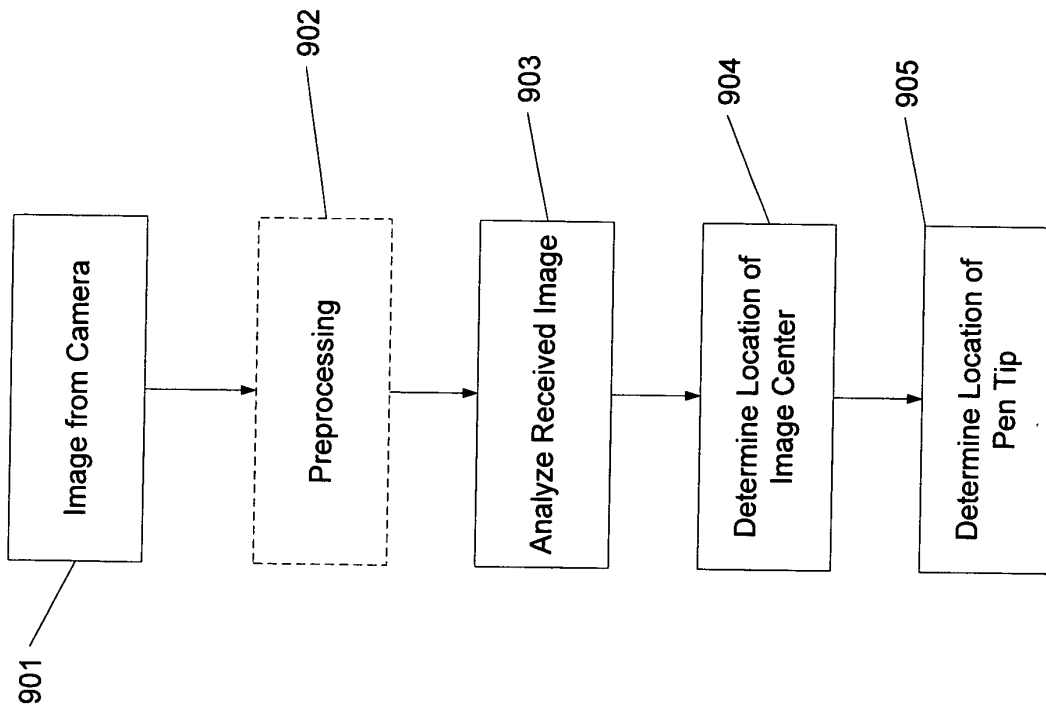 901
Image from Camera
902
Preprocessing
903
Analyze Received Image
904
Determine Location of
Image Center
905
Determine Location of
Pen Tip